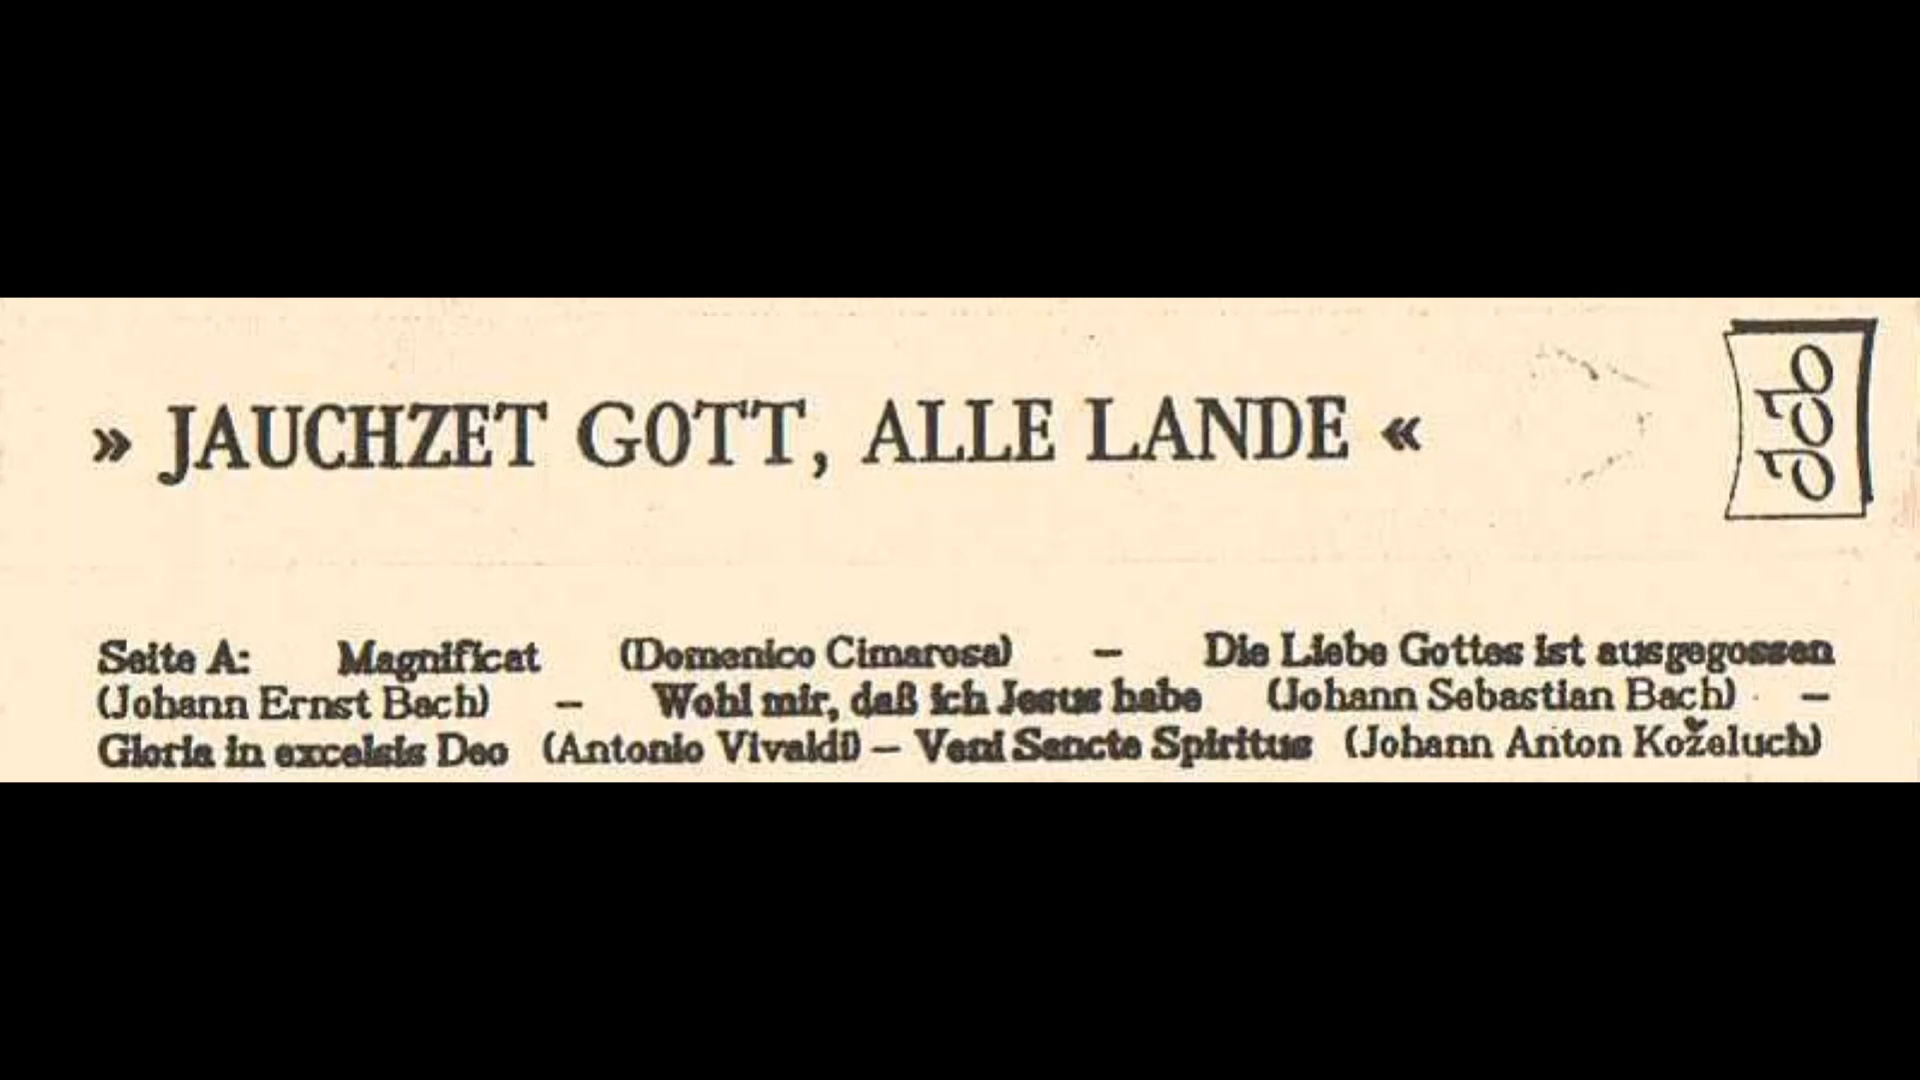 » JAUCHZET GOTT, ALLE LANDE «
dcb
Seite A: Magnificat (Domenico Cimarosa) – Die Liebe Gottes ist ausgegossen
(Johann Ernst Bach) – Wohl mir, daß ich Jesus habe (Johann Sebastian Bach) –
Gloria in excelsis Deo (Antonio Vivaldi) – Veni Sancte Spiritus (Johann Anton Koželuch)